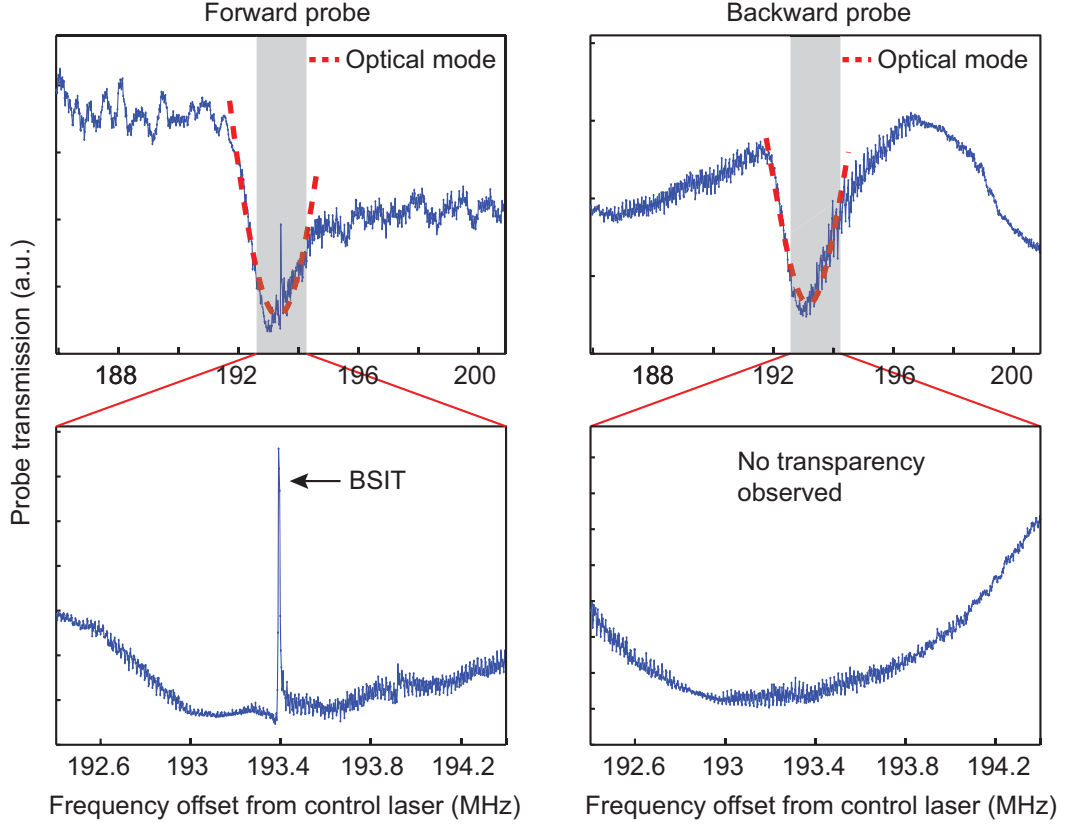 Forward probe
Backward probe
Optical mode
Optical mode
188 192 196 200
188 192 196 200
Probe transmission (a.u.)
BSIT
No transparency
observed
192.6 193 193.4 193.8 194.2
192.6 193 193.4 193.8 194.2
Frequency offset from control laser (MHz)
Frequency offset from control laser (MHz)